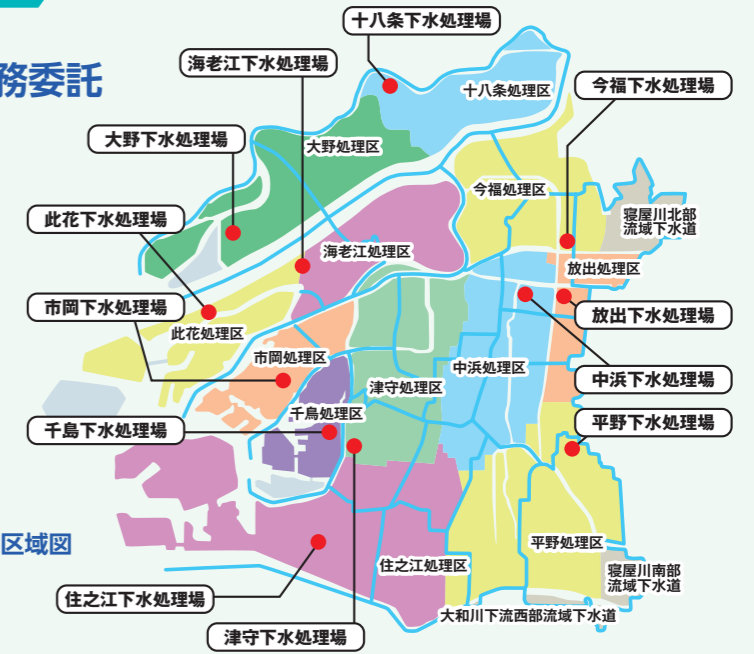 十八条下水処理場
務委託
海老江下水処理場
今福下水処理場
十八条処理区
大野下水処理場
大野処理区
今福処理区
此花下水処理場
寝屋川北部
流域下水道
海老江処理区
放出処理区
市岡下水処理場
放出下水処理場
此花処理区
市岡処理区
中浜処理区
中浜下水処理場
津守処理区
千島処理区
千島下水処理場
平野下水処理場
区域図
平野処理区
住之江処理区
寝屋川南部
流域下水道
住之江下水処理場
大和川下流西部流域下水道
津守下水処理場